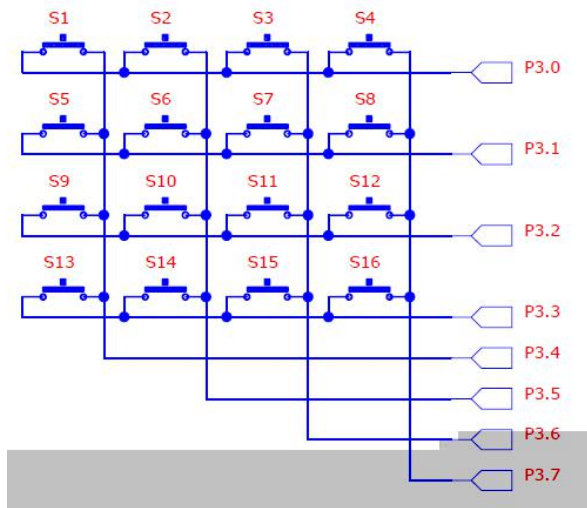 S1 S2 S3 S4
P3.0
S5 S6 S7 S8
P3.1
S9 S10 S11 S12
P3.2
S13 S14 S15 S16
P3.3
P3.4
P3.5
P3.6
P3.7